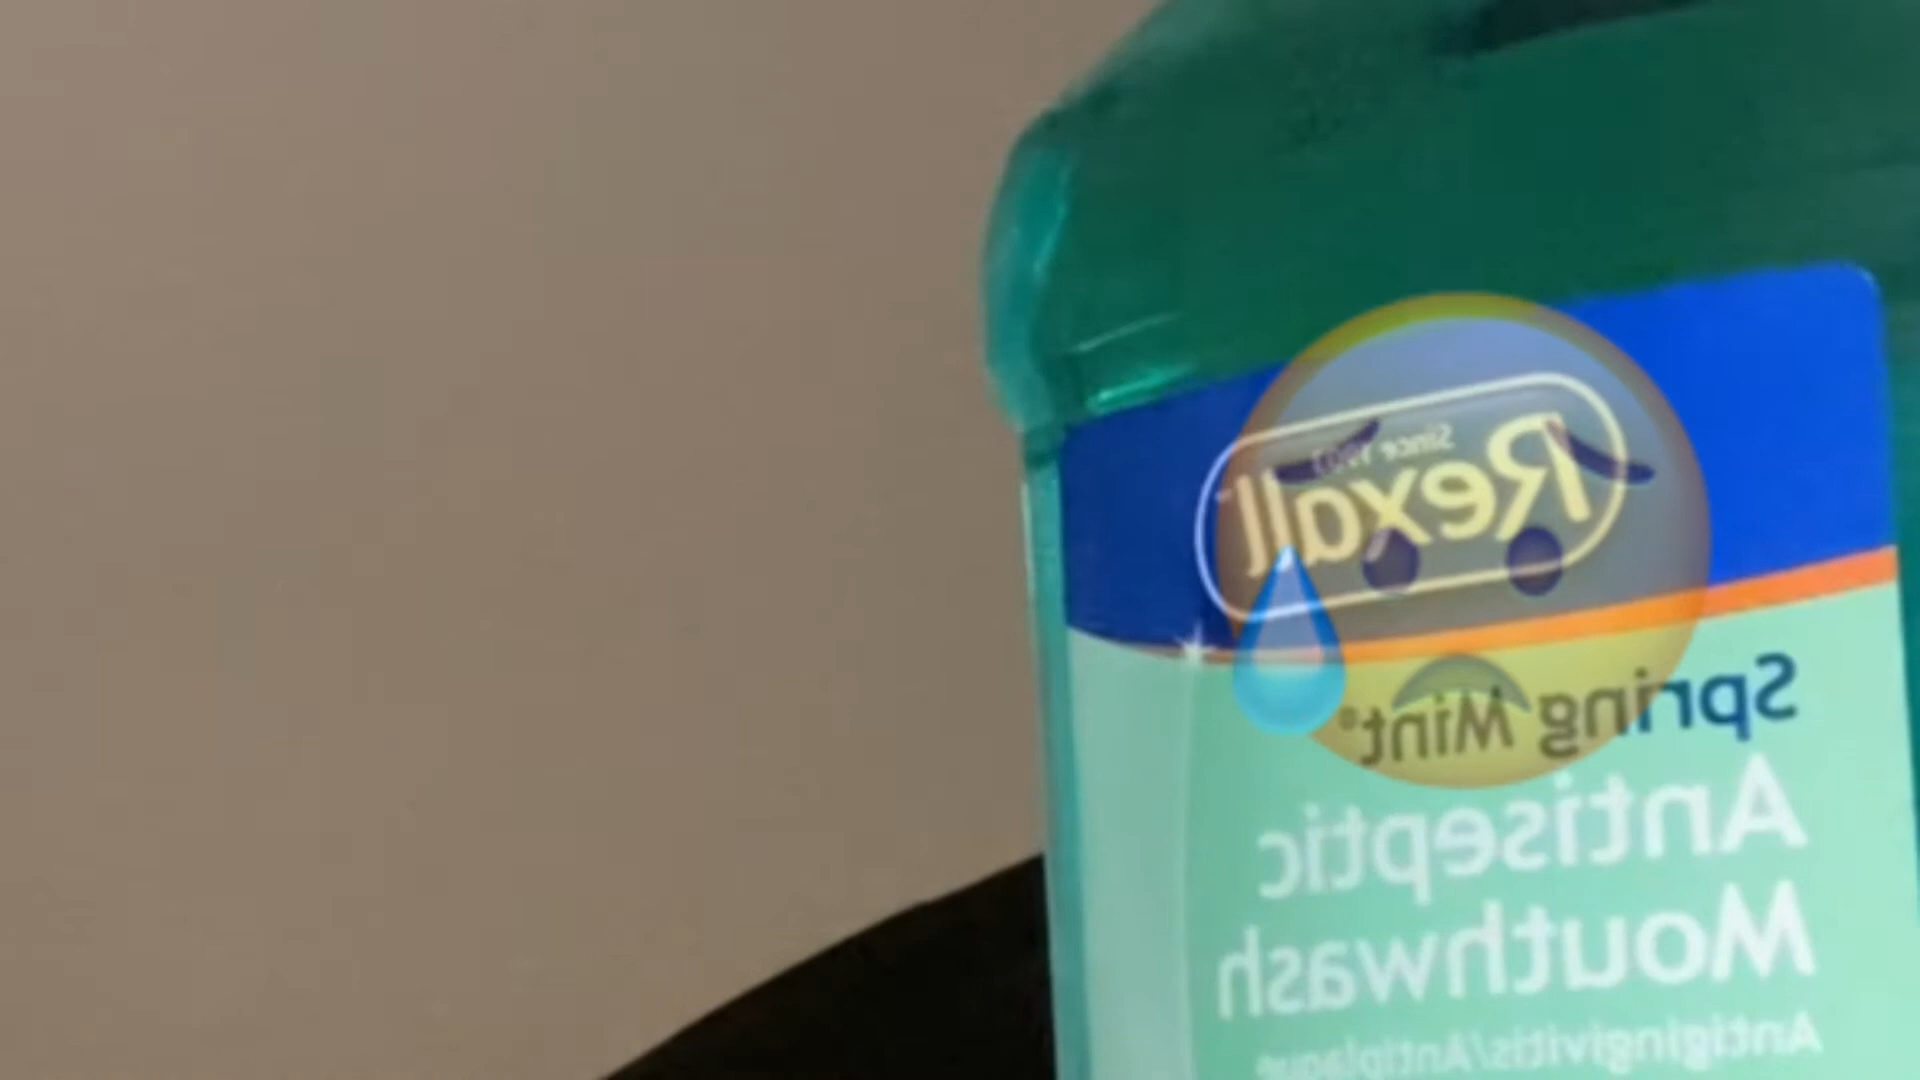 Since 1903
Rexall
Spring Mint®
Antiseptic
Mouthwash
Antigingivitis/Antiplaque